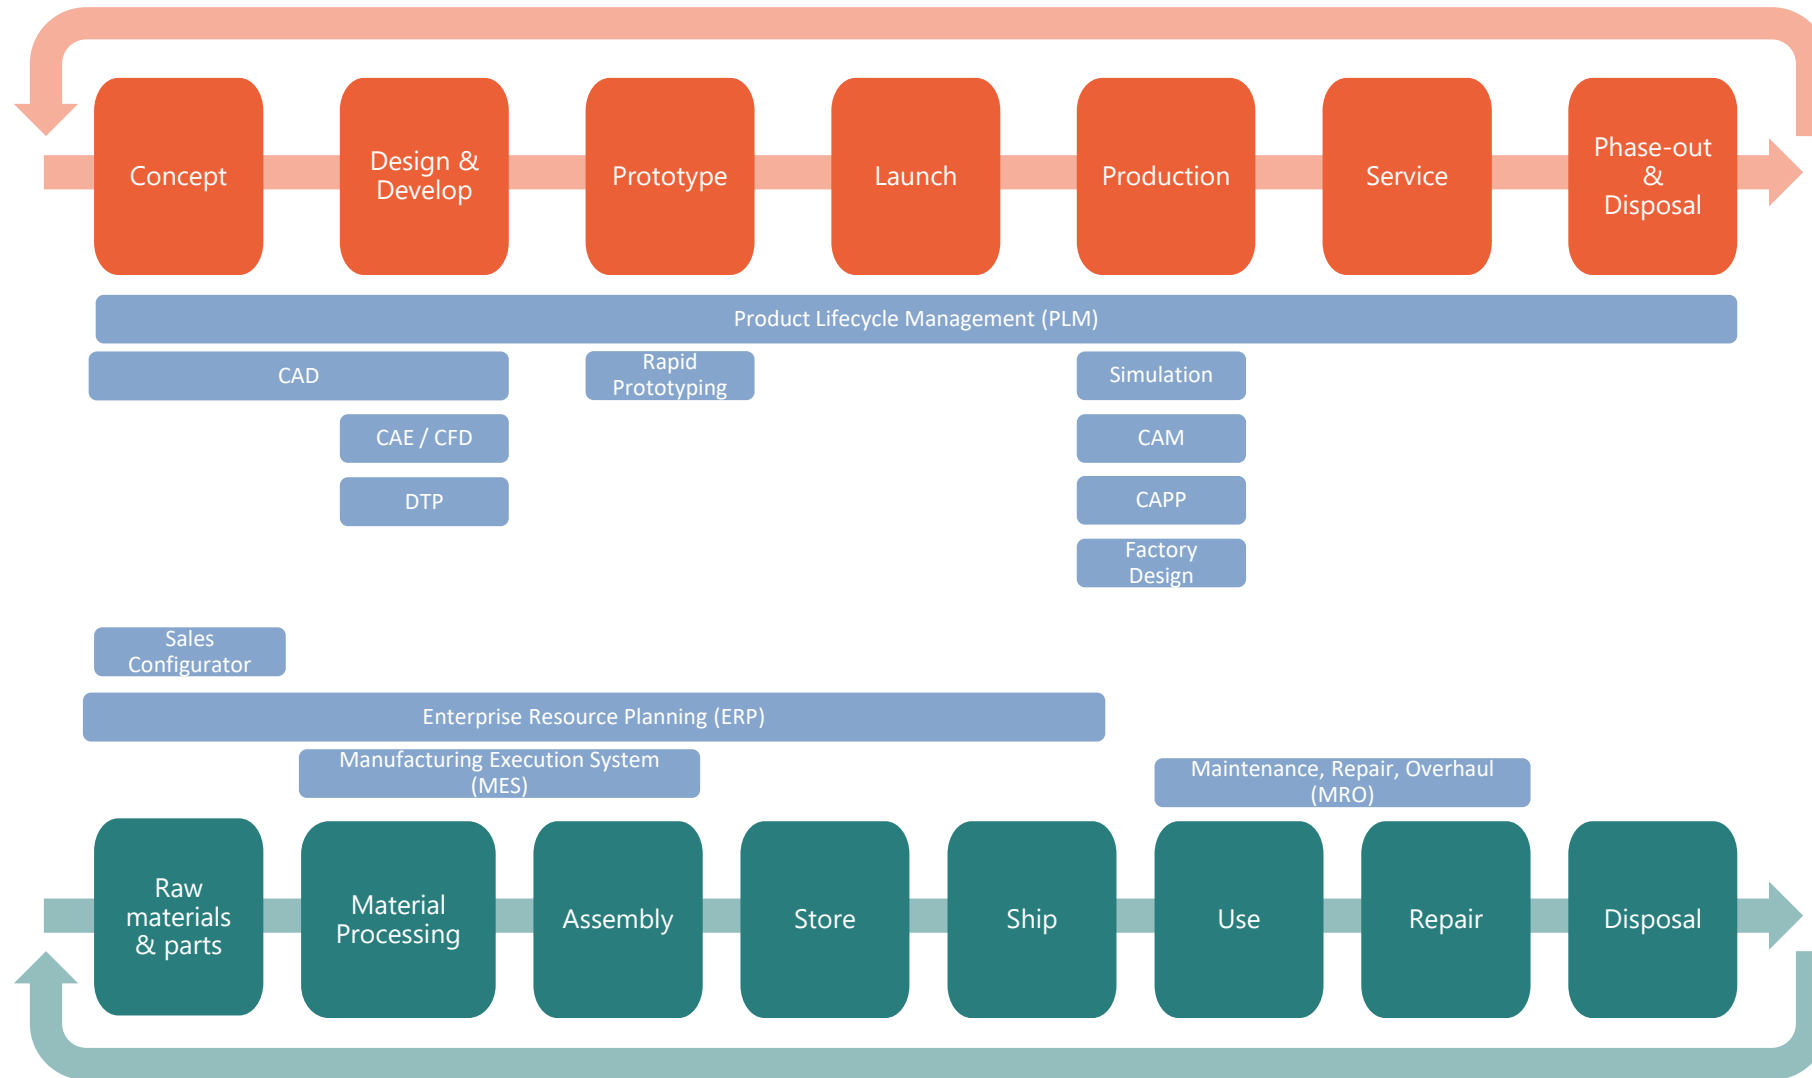 Concept
Design &
Develop
Prototype
Launch
Production
Service
Phase-out
&
Disposal
Product Lifecycle Management (PLM)
CAD
Rapid
Prototyping
Simulation
CAE / CFD
CAM
DTP
CAPP
Factory
Design
Sales
Configurator
Enterprise Resource Planning (ERP)
Manufacturing Execution System
(MES)
Maintenance, Repair, Overhaul
(MRO)
Raw
materials
& parts
Material
Processing
Assembly
Store
Ship
Use
Repair
Disposal